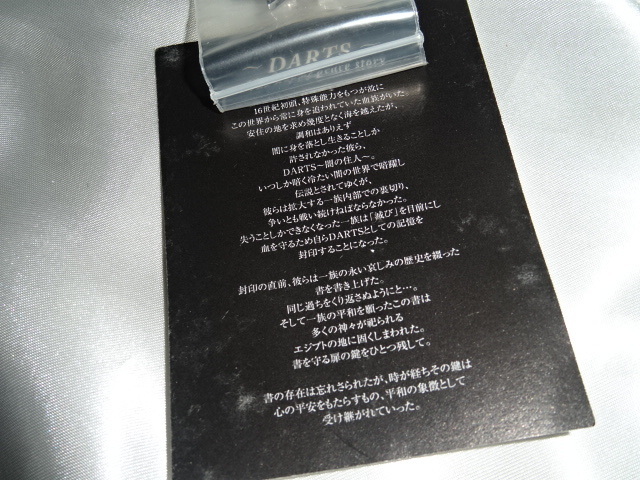 DARTS
16世紀初頭、特殊能力をもつが故に
この世界から常に身を追われていた血族がいた。
安住の地を求め幾度となく海を越えたが、
調和はありえず
闇に身を落とし生きることしか
許されなかった彼ら、
DARTS〜闇の住人〜。
いつしか暗く冷たい闇の世界で暗躍し
伝説とされてゆくが、
彼らは拡大する一族内部での裏切り、
争いとも戦い続けねばならなかった。
失うことしかできなくなった一族は「滅び」を目前にし
血を守るため自らDARTSとしての記憶を
封印することになった。
封印の直前、彼らは一族の永い哀しみの歴史を綴った
書を書き上げた。
同じ過ちをくり返さぬようにと…。
そして一族の平和を願ったこの書は
多くの神々が祀られる
エジプトの地に固くしまわれた。
書を守る扉の鍵をひとつ残して。
書の存在は忘れさられたが、時が経ちその鍵は
心の平安をもたらすもの、平和の象徴として
受け継がれていった。